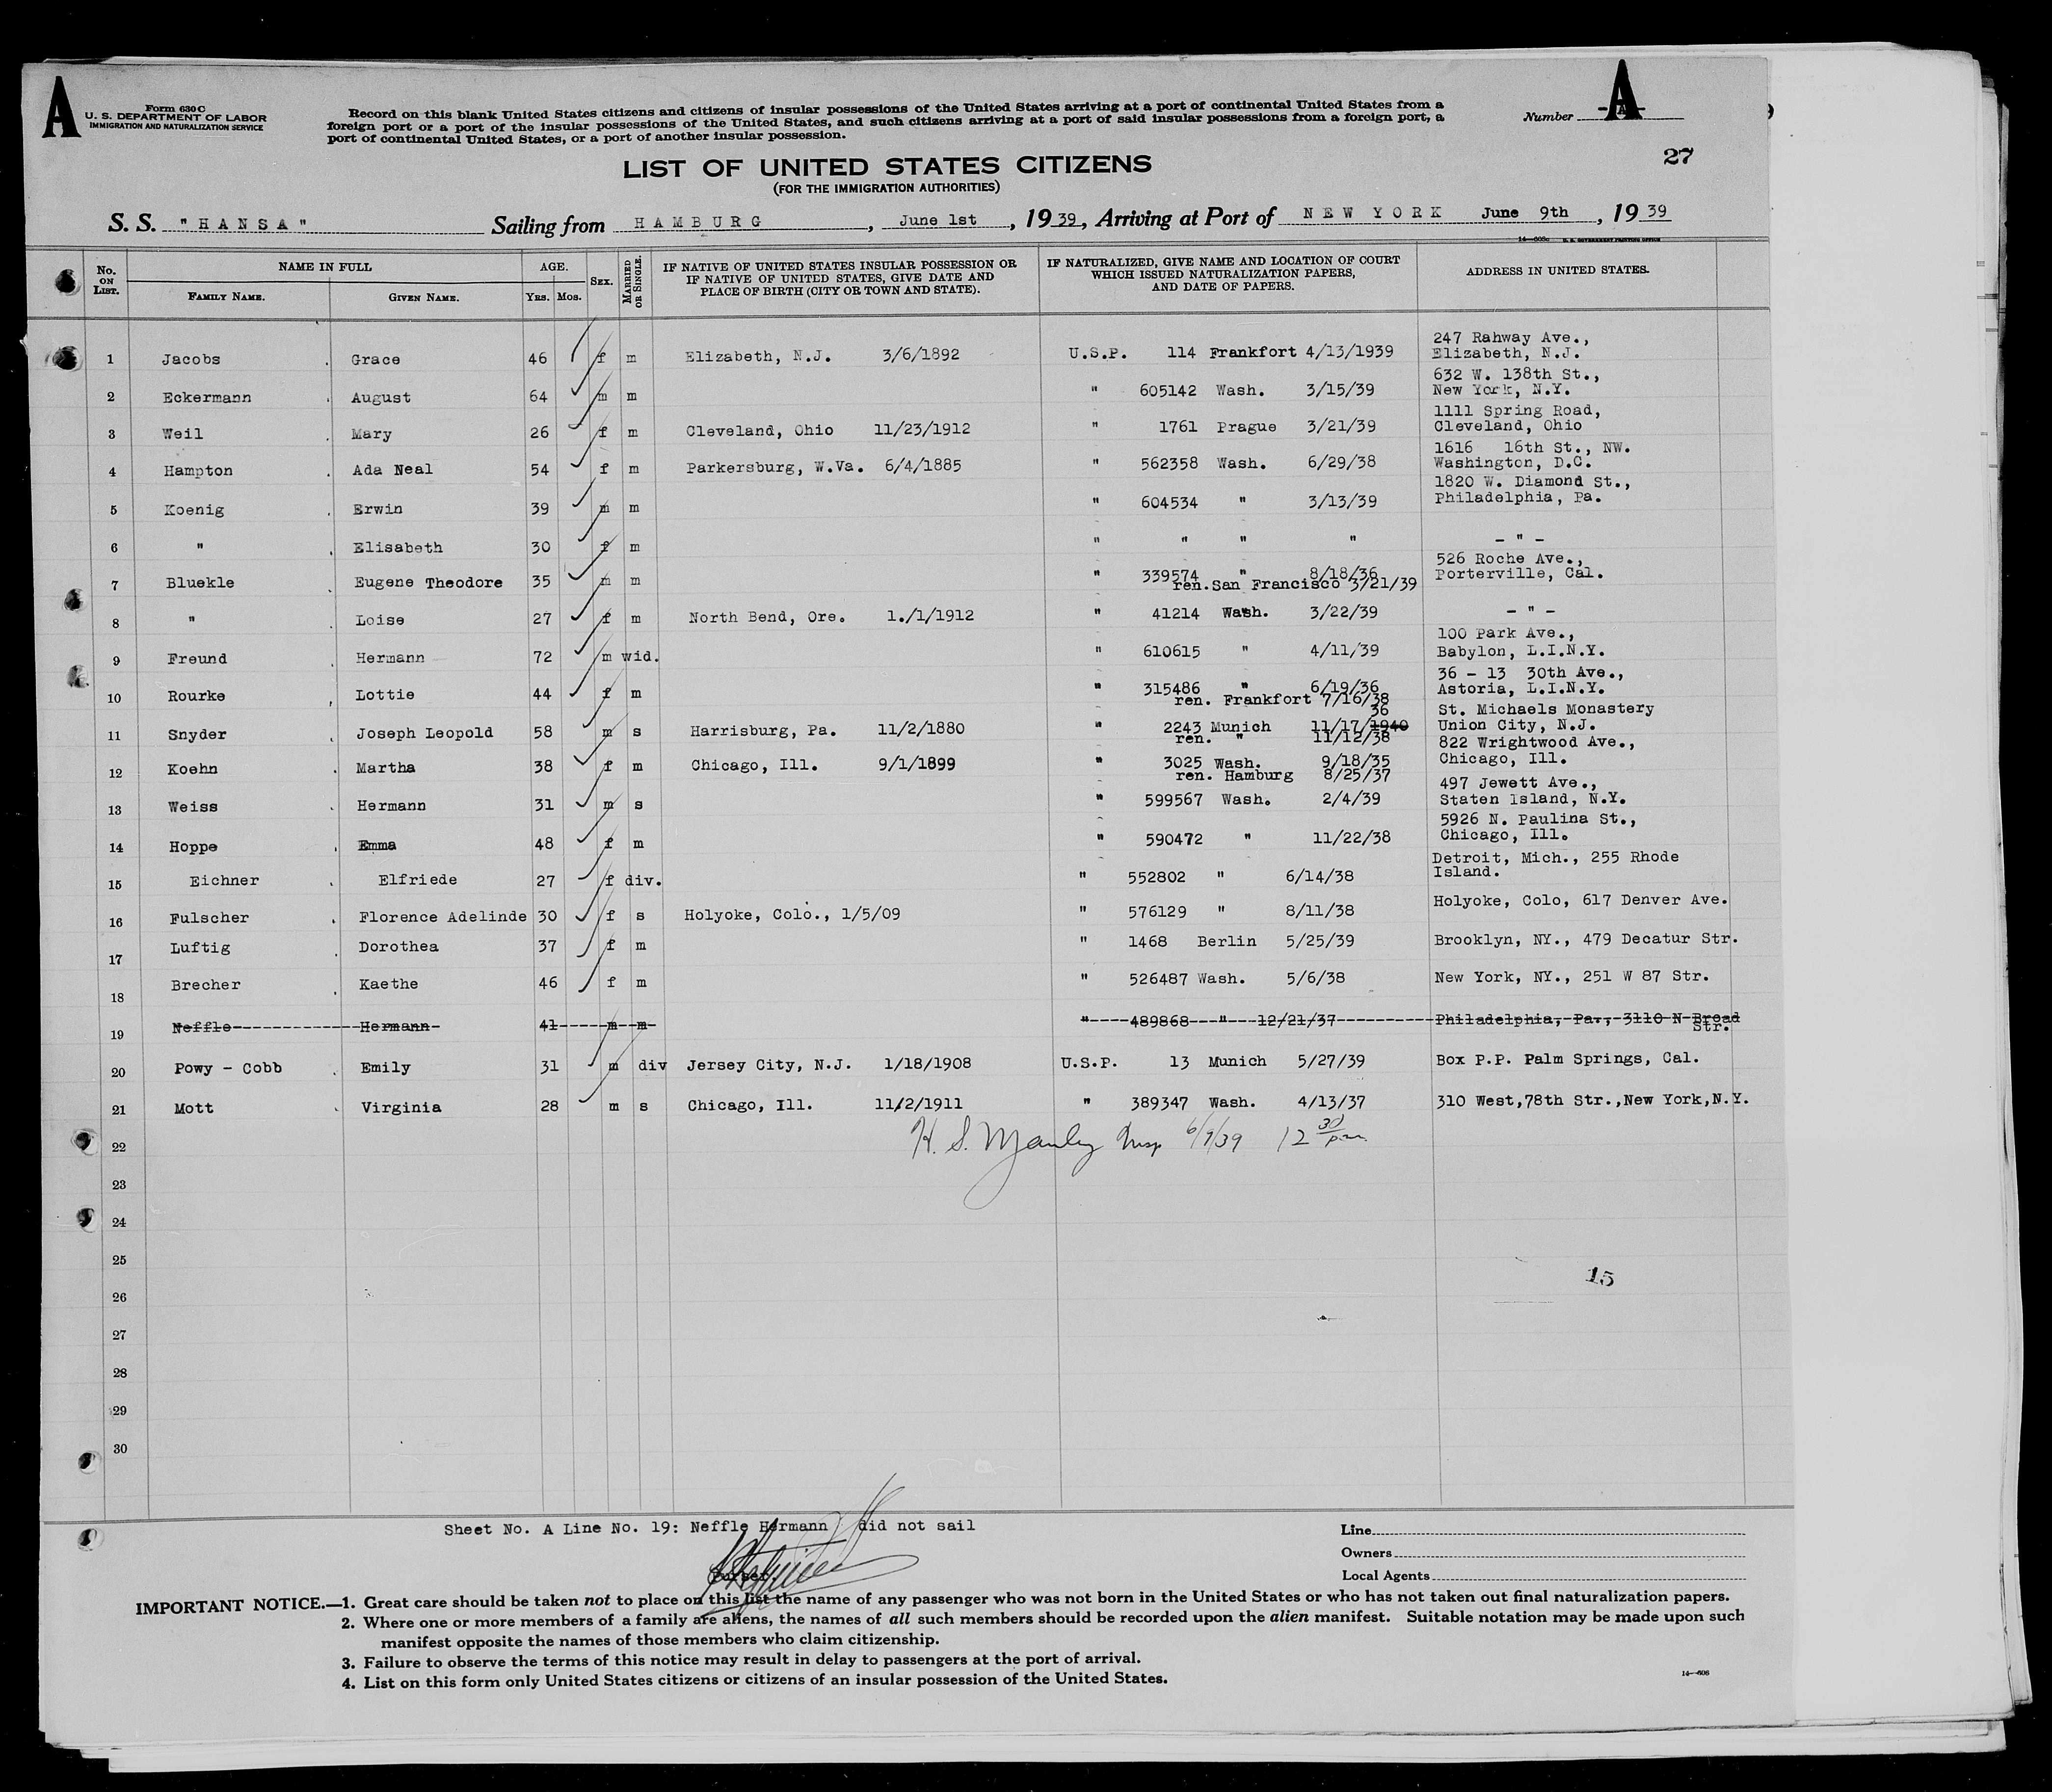 A
Form 630 C
U. S. DEPARTMENT OF LABOR
IMMIGRATION AND NATURALIZATION SERVICE
Record on this blank United States citizens and citizens of insular possessions of the United States arriving at a port of continental United States from a
foreign port or a port of the insular possessions of the United States, and such citizens arriving at a port of said insular possessions from a foreign port, a
port of continental United States, or a port of another insular possession.
Number A
27
LIST OF UNITED STATES CITIZENS
(FOR THE IMMIGRATION AUTHORITIES)
S. S. "HANSA" Sailing from HAMBURG, June 1st, 1939, Arriving at Port of NEW YORK June 9th, 1939
No. ON LIST. NAME IN FULL FAMILY NAME. GIVEN NAME. AGE. YRS. MOS. SEX. MARRIED OR SINGLE. IF NATIVE OF UNITED STATES INSULAR POSSESSION OR IF NATIVE OF UNITED STATES, GIVE DATE AND PLACE OF BIRTH (CITY OR TOWN AND STATE). IF NATURALIZED, GIVE NAME AND LOCATION OF COURT WHICH ISSUED NATURALIZATION PAPERS, AND DATE OF PAPERS. ADDRESS IN UNITED STATES.
1 Jacobs Grace 46 f m Elizabeth, N.J. 3/6/1892 U.S.P. 114 Frankfort 4/13/1939 247 Rahway Ave., Elizabeth, N.J.
2 Eckermann August 64 m m " 605142 Wash. 3/15/39 632 W. 138th St., New York, N.Y.
3 Weil Mary 26 f m Cleveland, Ohio 11/23/1912 " 1761 Prague 3/21/39 1111 Spring Road, Cleveland, Ohio
4 Hampton Ada Neal 54 f m Parkersburg, W.Va. 6/4/1885 " 562358 Wash. 6/29/38 1616 16th St., NW. Washington, D.C.
5 Koenig Erwin 39 m m " 604534 " 3/13/39 1820 W. Diamond St., Philadelphia, Pa.
6 " Elisabeth 30 f m " " " " - " -
7 Bluekle Eugene Theodore 35 m m " 339574 " 8/18/36 526 Roche Ave., Porterville, Cal.
ren. San Francisco 3/21/39
8 " Loise 27 f m North Bend, Ore. 1./1/1912 " 41214 Wash. 3/22/39 - " -
9 Freund Hermann 72 m wid. " 610615 " 4/11/39 100 Park Ave., Babylon, L.I.N.Y.
10 Rourke Lottie 44 f m " 315486 " 6/19/36 36 - 13 30th Ave., Astoria, L.I.N.Y.
ren. Frankfort 7/16/38
11 Snyder Joseph Leopold 58 m s Harrisburg, Pa. 11/2/1880 " 2243 Munich 11/17/1940 36 St. Michaels Monastery Union City, N.J.
ren. " 11/12/38
12 Koehn Martha 38 f m Chicago, Ill. 9/1/1899 " 3025 Wash. 9/18/35 822 Wrightwood Ave., Chicago, Ill.
ren. Hamburg 8/25/37
13 Weiss Hermann 31 m s " 599567 Wash. 2/4/39 497 Jewett Ave., Staten Island, N.Y.
14 Hoppe Emma 48 f m " 590472 " 11/22/38 5926 N. Paulina St., Chicago, Ill.
15 Eichner Elfriede 27 f div. " 552802 " 6/14/38 Detroit, Mich., 255 Rhode Island.
16 Fulscher Florence Adelinde 30 f s Holyoke, Colo., 1/5/09 " 576129 " 8/11/38 Holyoke, Colo, 617 Denver Ave.
17 Luftig Dorothea 37 f m " 1468 Berlin 5/25/39 Brooklyn, NY., 479 Decatur Str.
18 Brecher Kaethe 46 f m " 526487 Wash. 5/6/38 New York, NY., 251 W 87 Str.
19 Neffle Hermann 41 m m " 489868 " 12/21/37 Philadelphia, Pa., 3110 N Broad Str.
20 Powy - Cobb Emily 31 m div Jersey City, N.J. 1/18/1908 U.S.P. 13 Munich 5/27/39 Box P.P. Palm Springs, Cal.
21 Mott Virginia 28 m s Chicago, Ill. 11/2/1911 " 389347 Wash. 4/13/37 310 West,78th Str.,New York,N.Y.
22 H. S. Manley Insp 6/9/39 12 30 p.m.
23
24
25
15
26
27
28
29
30
Sheet No. A Line No. 19: Neffle Hermann did not sail
Purser
Line
Owners
Local Agents
IMPORTANT NOTICE.—1. Great care should be taken not to place on this list the name of any passenger who was not born in the United States or who has not taken out final naturalization papers.
2. Where one or more members of a family are aliens, the names of all such members should be recorded upon the alien manifest. Suitable notation may be made upon such
manifest opposite the names of those members who claim citizenship.
3. Failure to observe the terms of this notice may result in delay to passengers at the port of arrival.
4. List on this form only United States citizens or citizens of an insular possession of the United States.
14—606